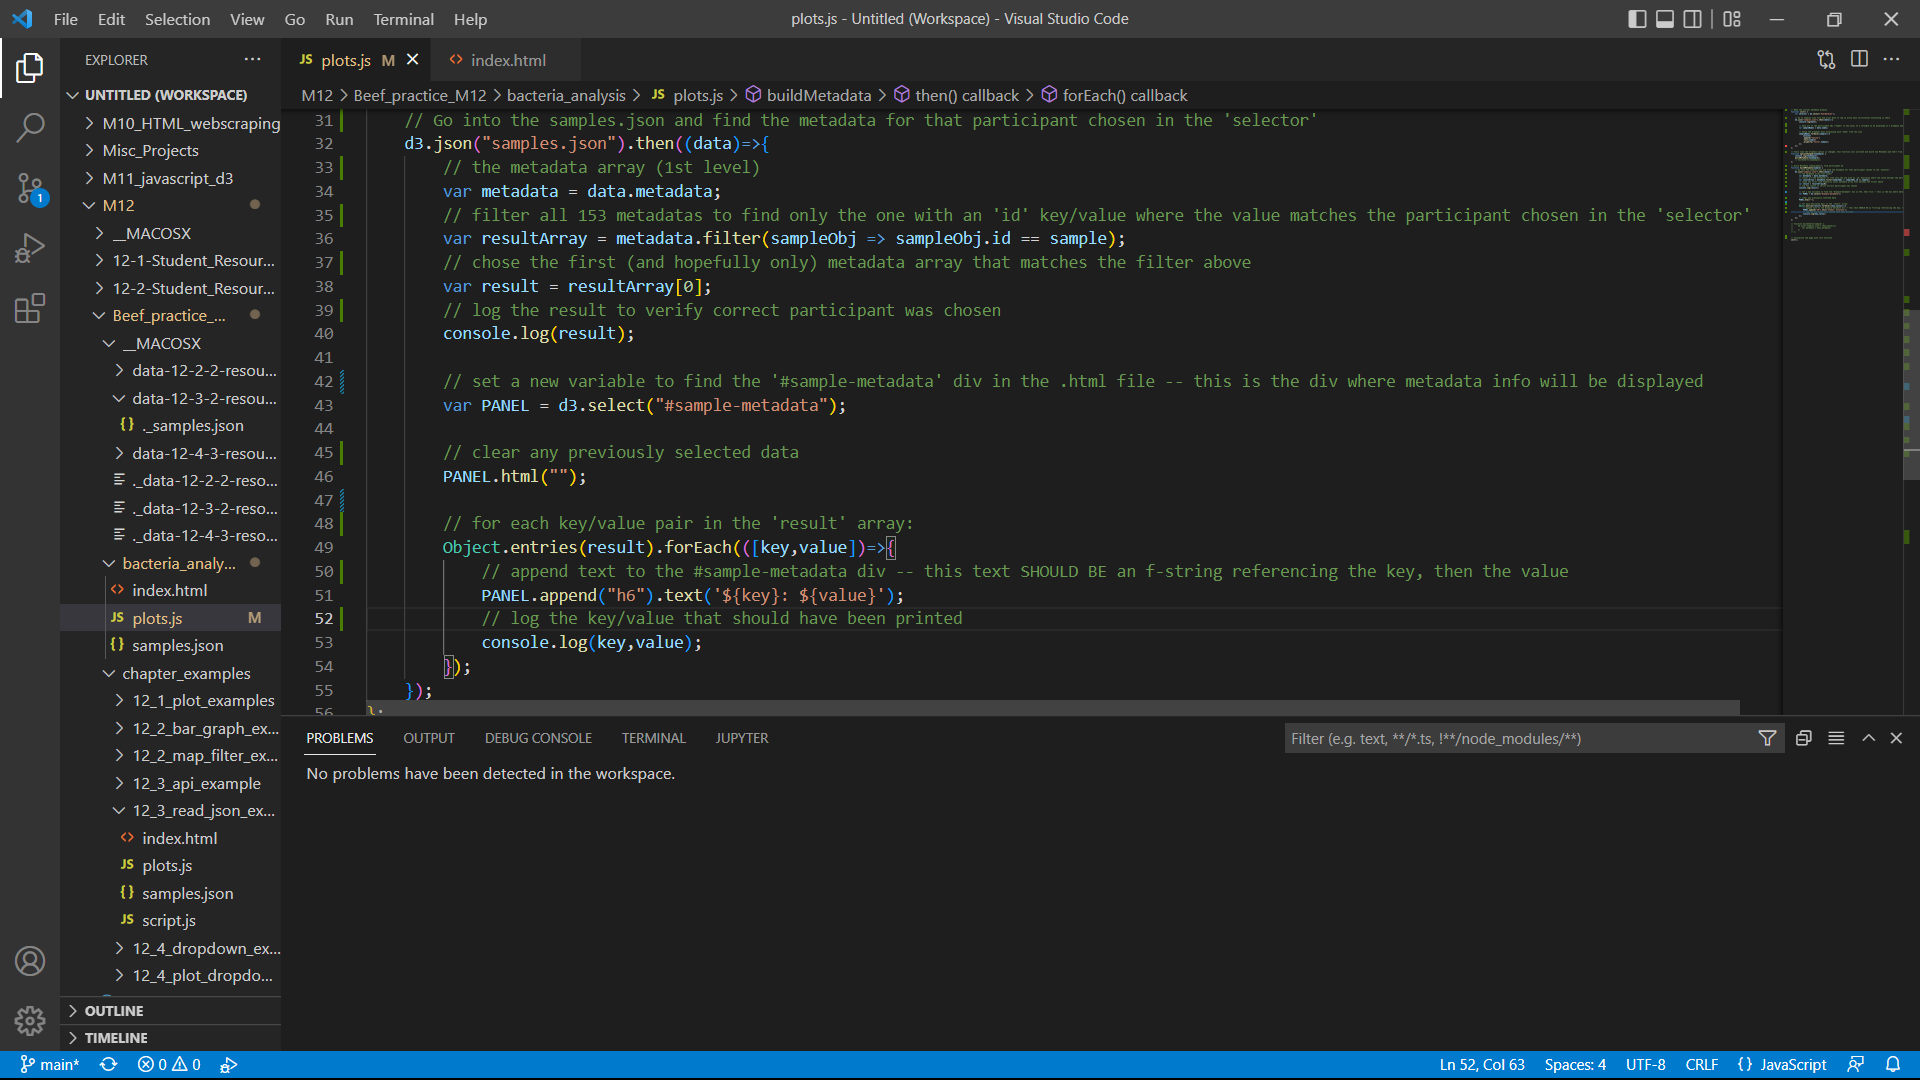 File Edit Selection View Go Run Terminal Help
plots.js - Untitled (Workspace) - Visual Studio Code
EXPLORER
UNTITLED (WORKSPACE)
M10_HTML_webscraping
Misc_Projects
M11_javascript_d3
M12
__MACOSX
12-1-Student_Resour...
12-2-Student_Resour...
Beef_practice_...
__MACOSX
data-12-2-2-resou...
data-12-3-2-resou...
{} ._samples.json
data-12-4-3-resou...
._data-12-2-2-reso...
._data-12-3-2-reso...
._data-12-4-3-reso...
bacteria_analy...
<> index.html
JS plots.js M
{} samples.json
chapter_examples
12_1_plot_examples
12_2_bar_graph_ex...
12_2_map_filter_ex...
12_3_api_example
12_3_read_json_ex...
<> index.html
JS plots.js
{} samples.json
JS script.js
12_4_dropdown_ex...
12_4_plot_dropdo...
OUTLINE
TIMELINE
1
JS plots.js M
<> index.html
M12 > Beef_practice_M12 > bacteria_analysis > JS plots.js > buildMetadata > then() callback > forEach() callback
31 // Go into the samples.json and find the metadata for that participant chosen in the 'selector'
32 d3.json("samples.json").then((data)=>{
33 // the metadata array (1st level)
34 var metadata = data.metadata;
35 // filter all 153 metadatas to find only the one with an 'id' key/value where the value matches the participant chosen in the 'selector'
36 var resultArray = metadata.filter(sampleObj => sampleObj.id == sample);
37 // chose the first (and hopefully only) metadata array that matches the filter above
38 var result = resultArray[0];
39 // log the result to verify correct participant was chosen
40 console.log(result);
41
42 // set a new variable to find the '#sample-metadata' div in the .html file -- this is the div where metadata info will be displayed
43 var PANEL = d3.select("#sample-metadata");
44
45 // clear any previously selected data
46 PANEL.html("");
47
48 // for each key/value pair in the 'result' array:
49 Object.entries(result).forEach(([key,value])=>{
50 // append text to the #sample-metadata div -- this text SHOULD BE an f-string referencing the key, then the value
51 PANEL.append("h6").text('${key}: ${value}');
52 // log the key/value that should have been printed
53 console.log(key,value);
54 });
55 });
56 };
PROBLEMS OUTPUT DEBUG CONSOLE TERMINAL JUPYTER
Filter (e.g. text, **/*.ts, !**/node_modules/**)
No problems have been detected in the workspace.
main* 0 0
Ln 52, Col 63 Spaces: 4 UTF-8 CRLF {} JavaScript